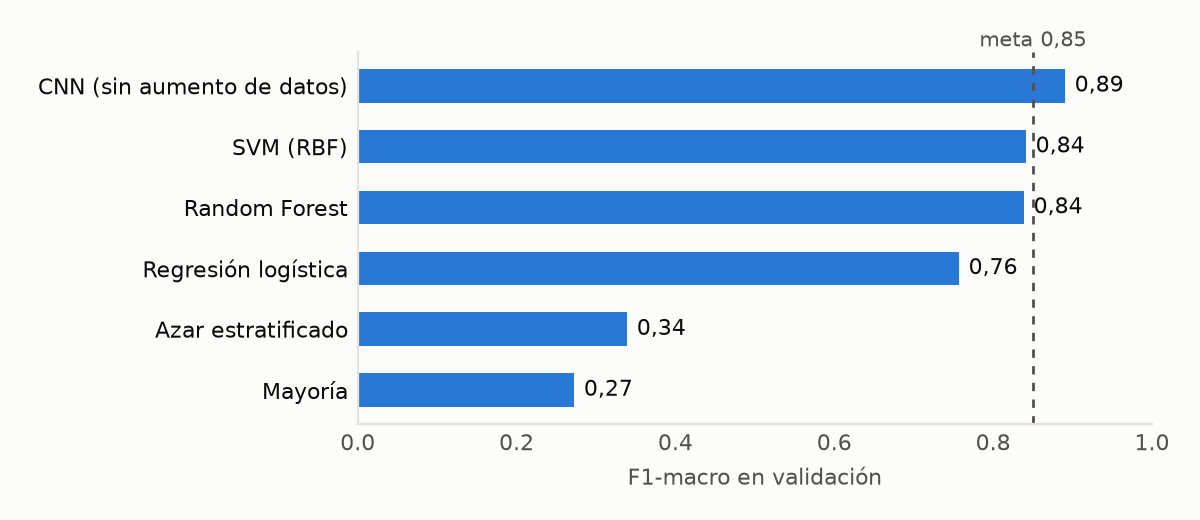 meta 0,85
CNN (sin aumento de datos) 0,89
SVM (RBF) 0,84
Random Forest 0,84
Regresión logística 0,76
Azar estratificado 0,34
Mayoría 0,27
0.0 0.2 0.4 0.6 0.8 1.0
F1-macro en validación